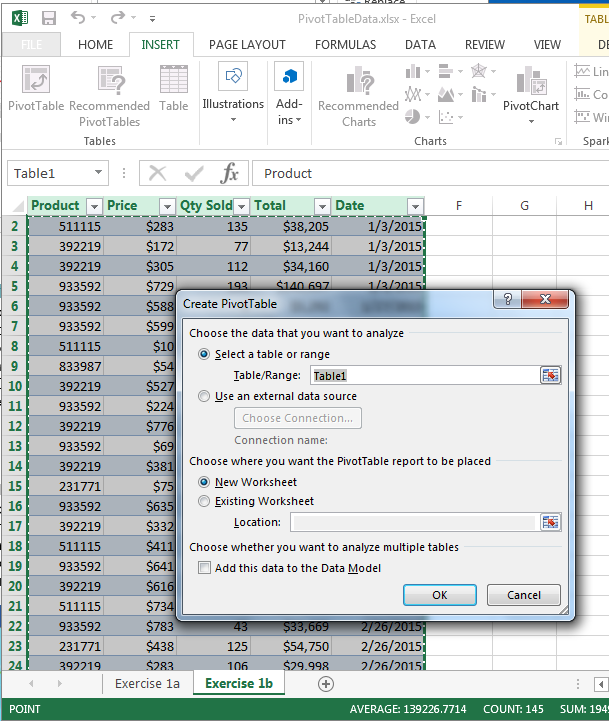 PivotTableData.xlsx - Excel
TABL
FILE HOME INSERT PAGE LAYOUT FORMULAS DATA REVIEW VIEW DE
PivotTable Recommended PivotTables Table Illustrations Add-ins Recommended Charts PivotChart Lin Co Win
Tables Charts Spark
Table1 fx Product
Product Price Qty Sold Total Date F G H
2 511115 $283 135 $38,205 1/3/2015
3 392219 $172 77 $13,244 1/3/2015
4 392219 $305 112 $34,160 1/3/2015
5 933592 $729 193 $140,697 1/3/2015
6 933592 $588
7 933592 $599
8 511115 $10
9 833987 $54
10 392219 $527
11 933592 $224
12 392219 $776
13 933592 $69
14 392219 $381
15 231771 $75
16 933592 $635
17 392219 $332
18 511115 $411
19 933592 $641
20 392219 $616
21 511115 $734
22 933592 $783 43 $33,669 2/26/2015
23 231771 $438 125 $54,750 2/26/2015
24 392219 $283 106 $29,998 2/26/2015
Create PivotTable ?
Choose the data that you want to analyze
Select a table or range
Table/Range: Table1
Use an external data source
Choose Connection...
Connection name:
Choose where you want the PivotTable report to be placed
New Worksheet
Existing Worksheet
Location:
Choose whether you want to analyze multiple tables
Add this data to the Data Model
OK Cancel
Exercise 1a Exercise 1b
POINT AVERAGE: 139226.7714 COUNT: 145 SUM: 1949